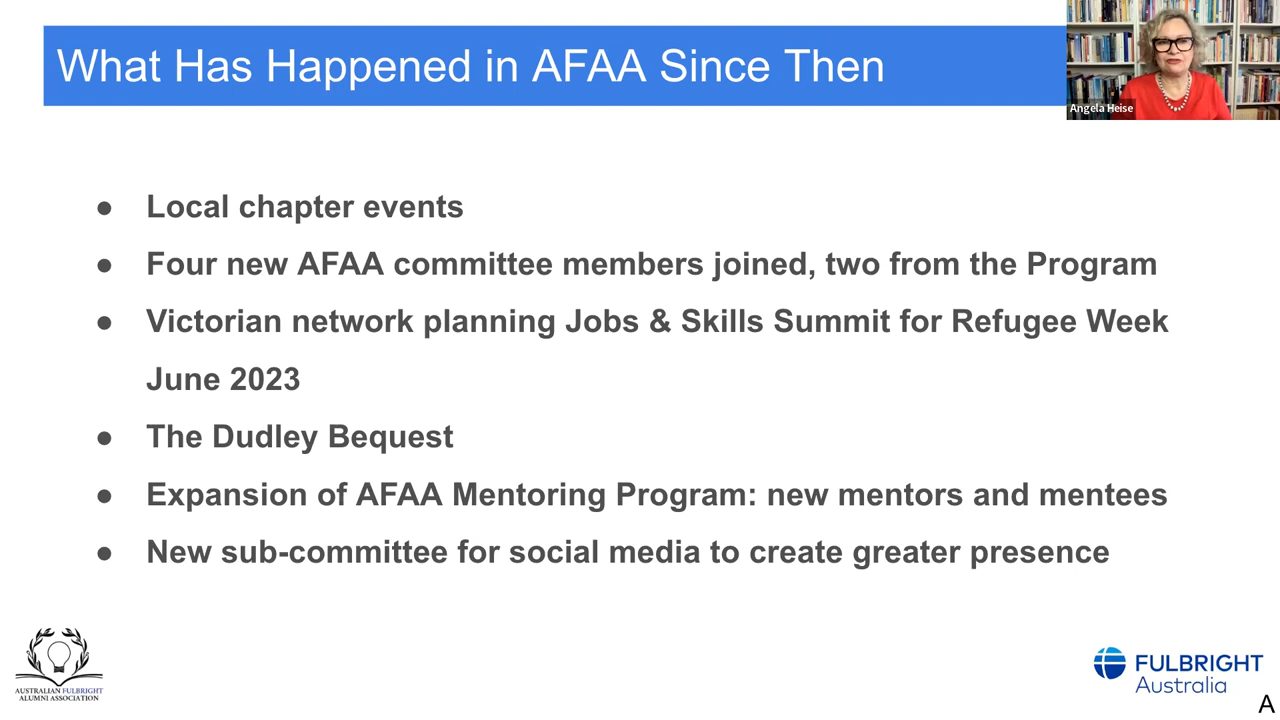 What Has Happened in AFAA Since Then
Angela Heise
● Local chapter events
● Four new AFAA committee members joined, two from the Program
● Victorian network planning Jobs & Skills Summit for Refugee Week
June 2023
● The Dudley Bequest
● Expansion of AFAA Mentoring Program: new mentors and mentees
● New sub-committee for social media to create greater presence
AUSTRALIAN FULBRIGHT
ALUMNI ASSOCIATION
FULBRIGHT
Australia
A